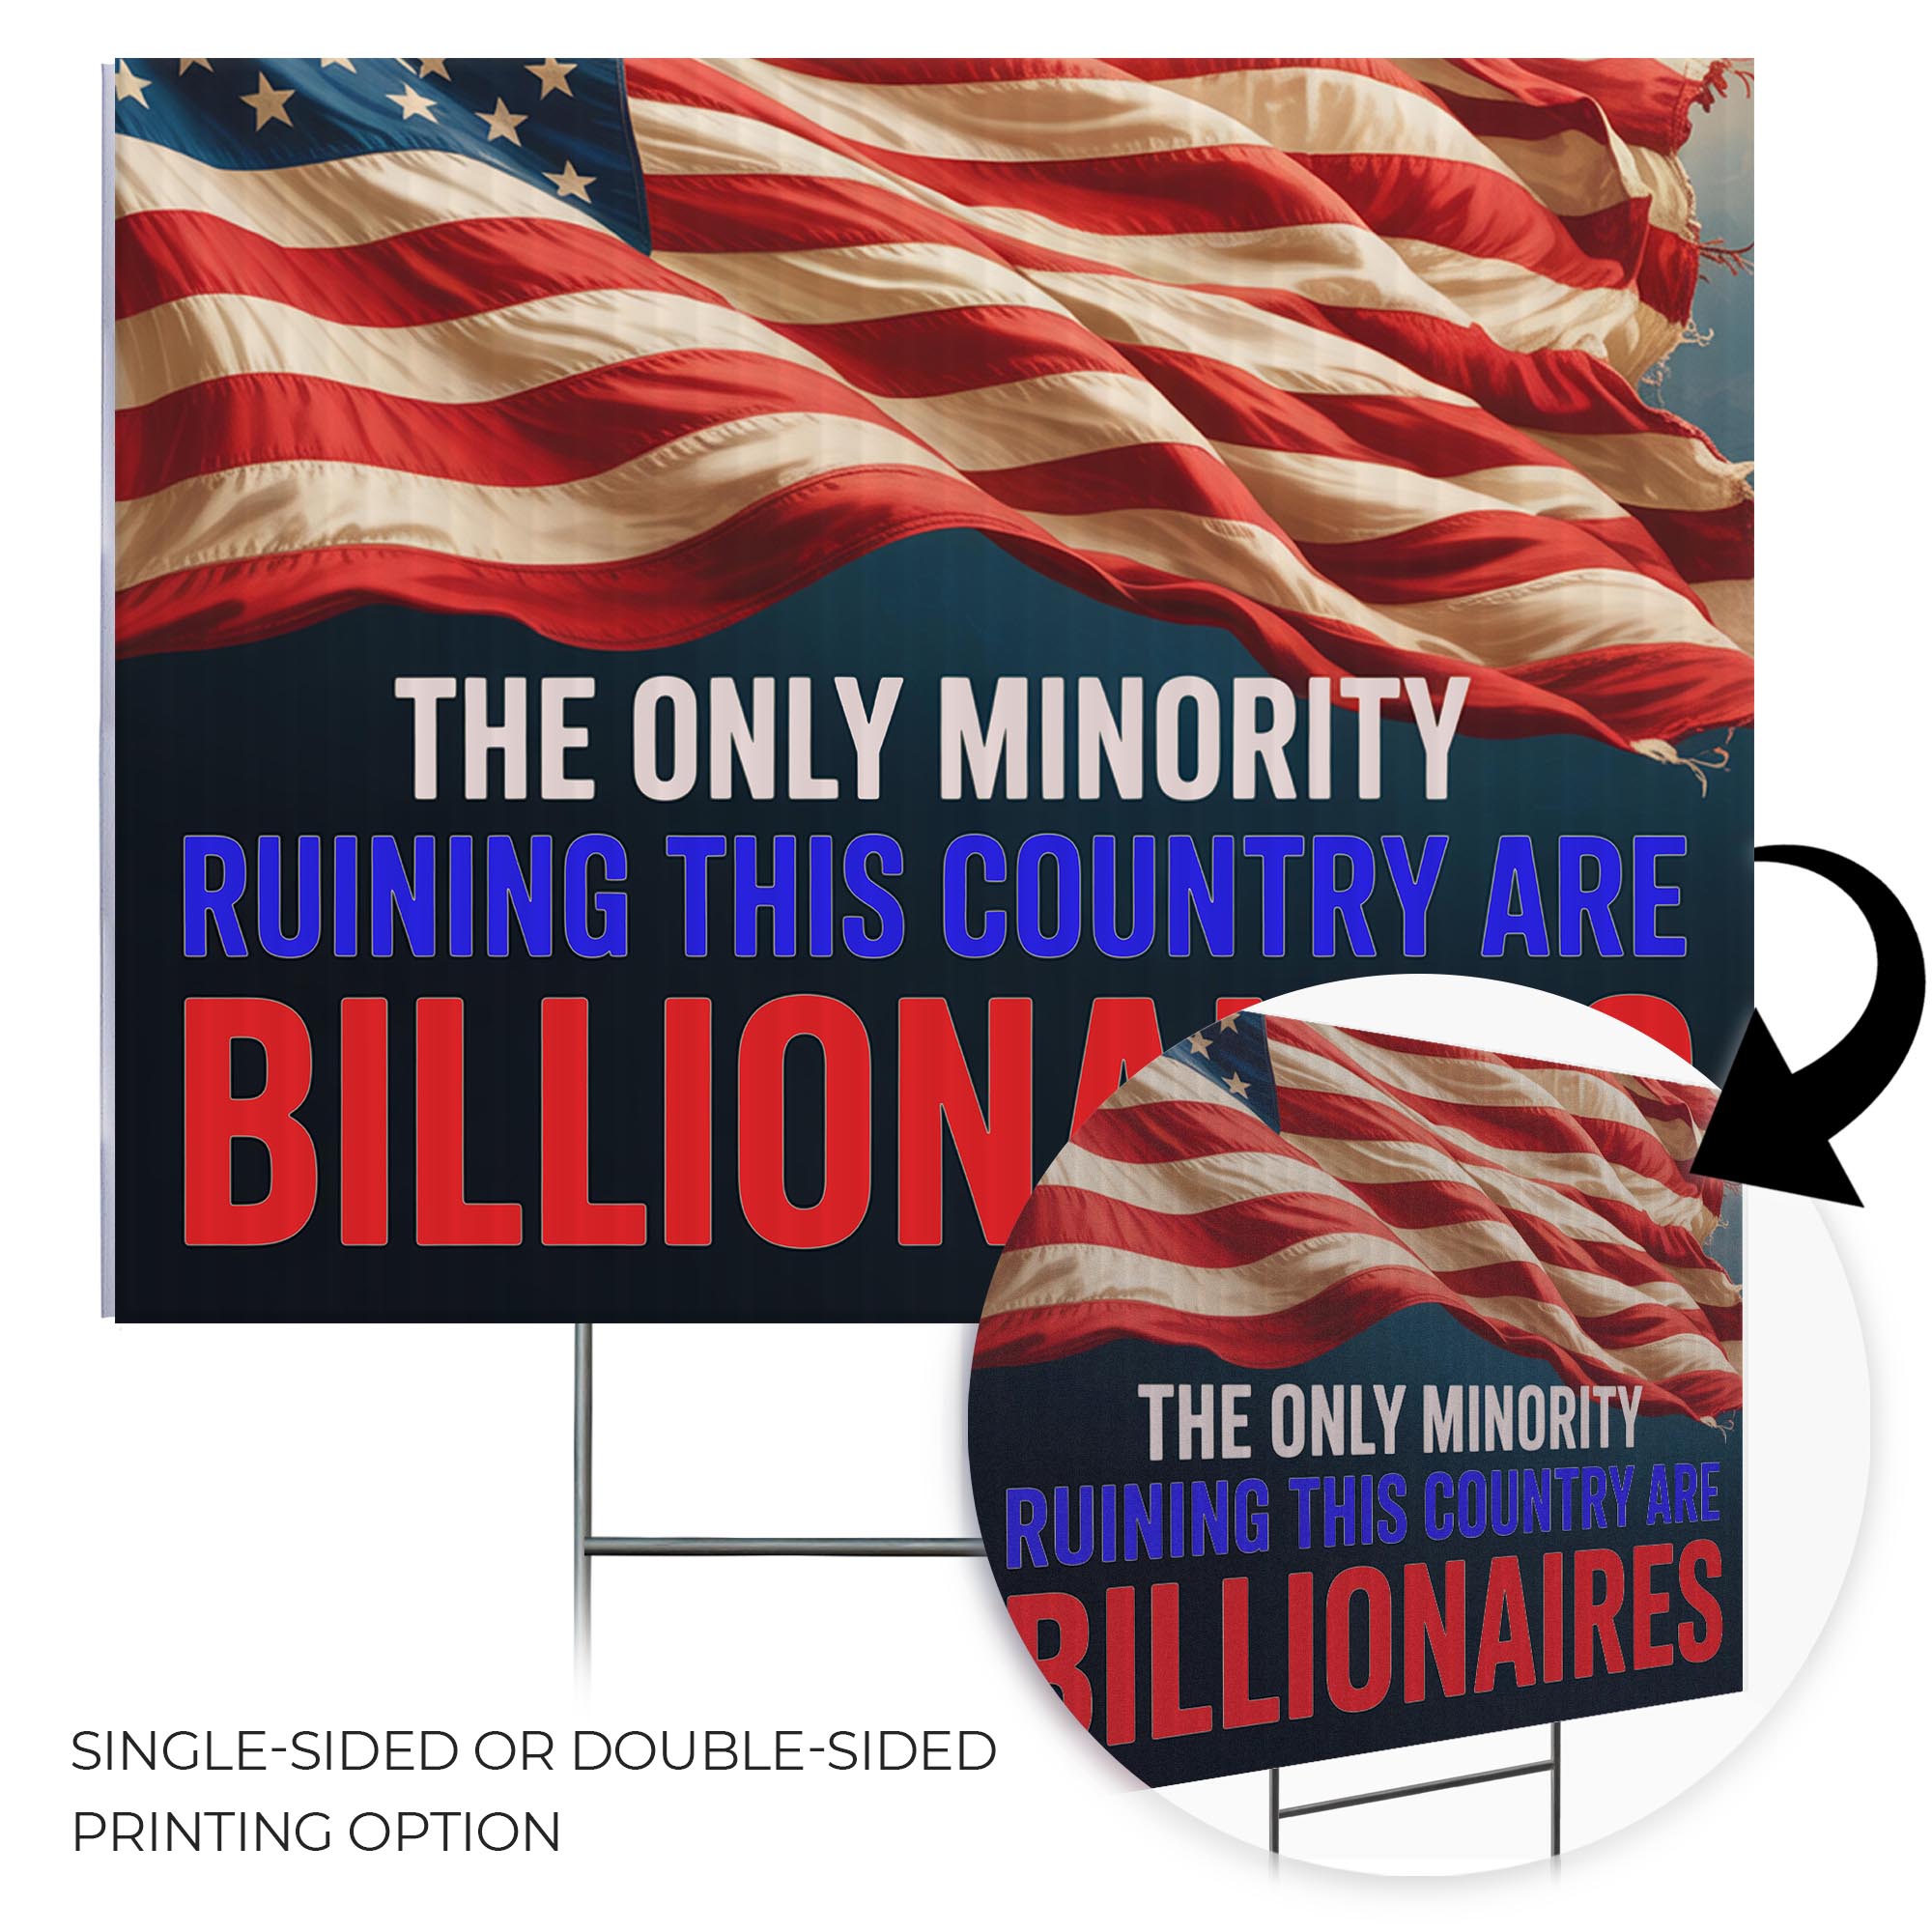 THE ONLY MINORITY
RUINING THIS COUNTRY ARE
BILLIONA
THE ONLY MINORITY
RUINING THIS COUNTRY ARE
BILLIONAIRES
SINGLE-SIDED OR DOUBLE-SIDED
PRINTING OPTION